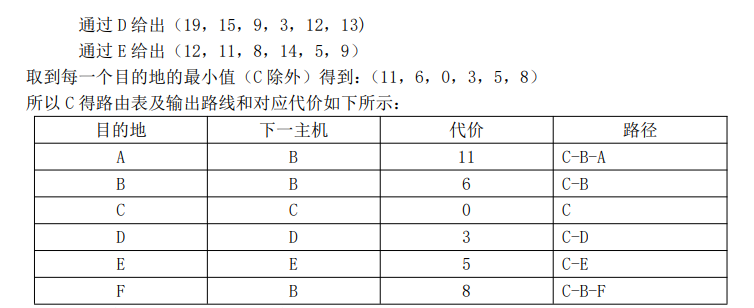 通过 D 给出（19，15，9，3，12，13)
通过 E 给出（12，11，8，14，5，9）
取到每一个目的地的最小值（C 除外）得到：（11，6，0，3，5，8）
所以 C 得路由表及输出路线和对应代价如下所示：
目的地 下一主机 代价 路径
A B 11 C-B-A
B B 6 C-B
C C 0 C
D D 3 C-D
E E 5 C-E
F B 8 C-B-F